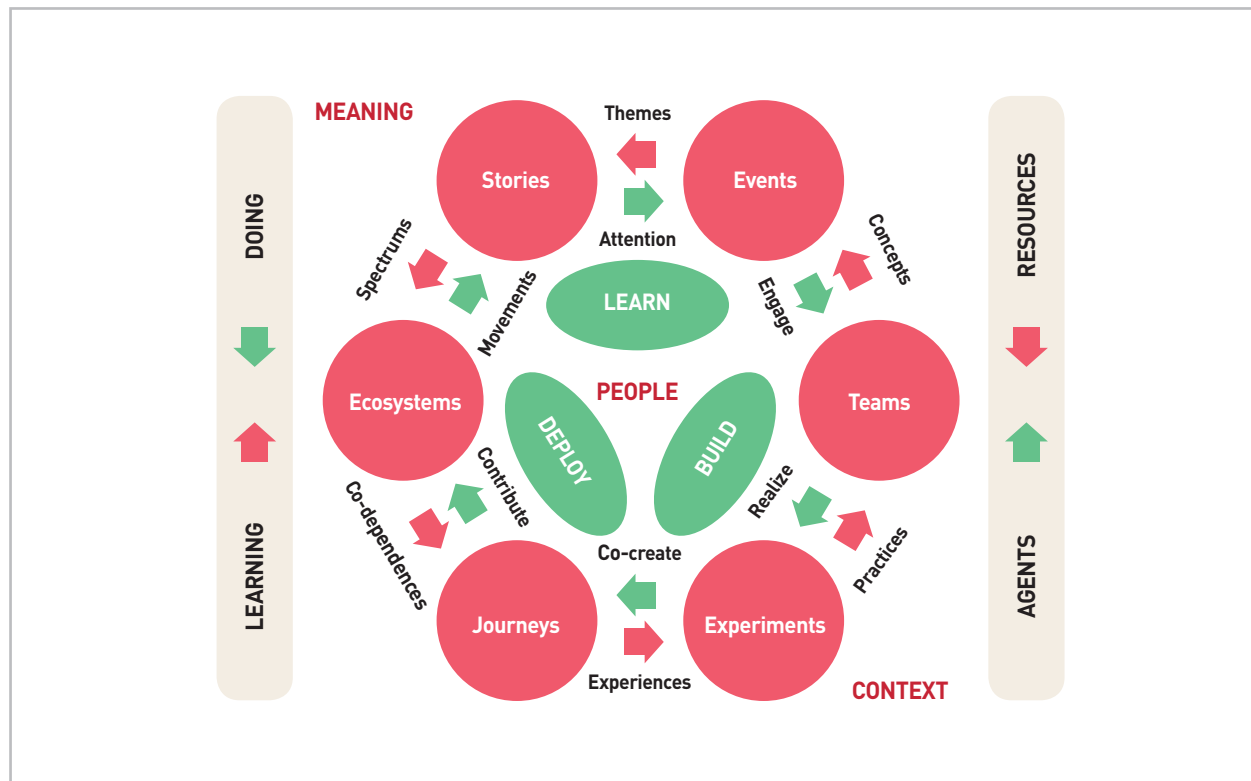 MEANING
Themes
Stories
Events
DOING
RESOURCES
Attention
Spectrums
Movements
Concepts
Engage
LEARN
PEOPLE
Ecosystems
Teams
DEPLOY
BUILD
Contribute
Co-dependences
Realize
Practices
Co-create
LEARNING
AGENTS
Journeys
Experiments
Experiences
CONTEXT